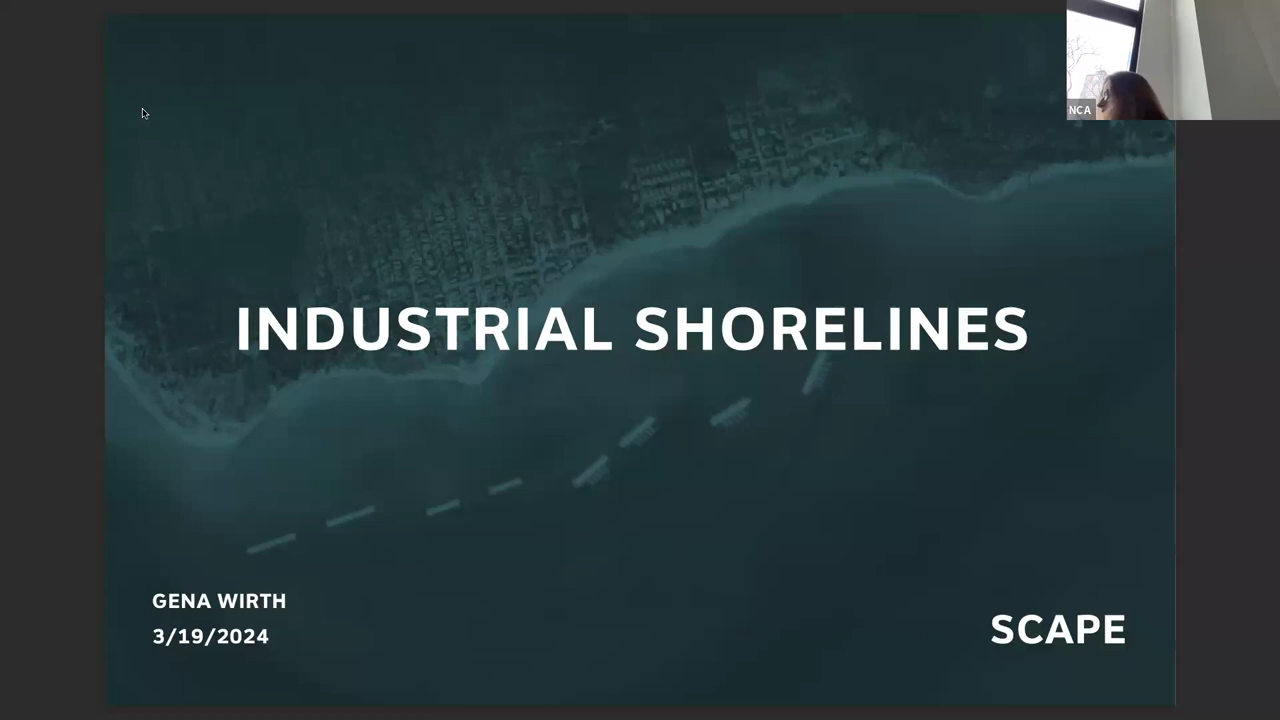 NCA
INDUSTRIAL SHORELINES
GENA WIRTH
3/19/2024
SCAPE